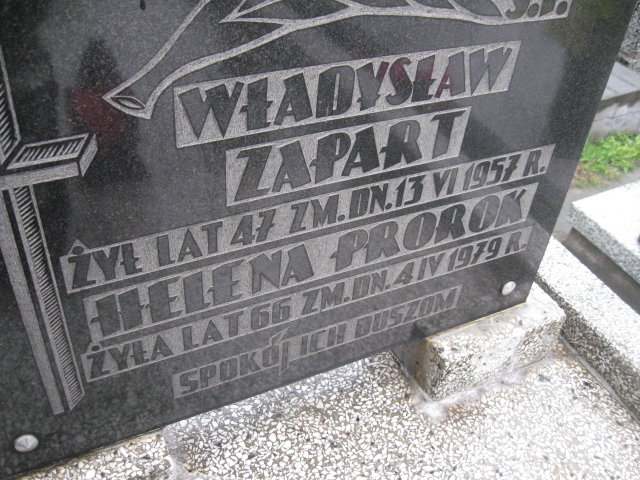 Ś.P.
WŁADYSŁAW
ZAPART
ŻYŁ LAT 47 ZM. DN. 13 VI 1957 R.
HELENA PROROK
ŻYŁA LAT 66 ZM. DN. 4 IV 1979 R.
SPOKÓJ ICH DUSZOM